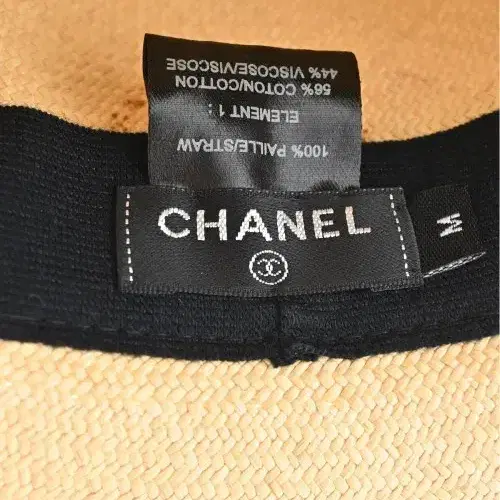 100% PAILLE/STRAW
ELEMENT 1 :
56% COTON/COTTON
44% VISCOSE/VISCOSE
CHANEL
M